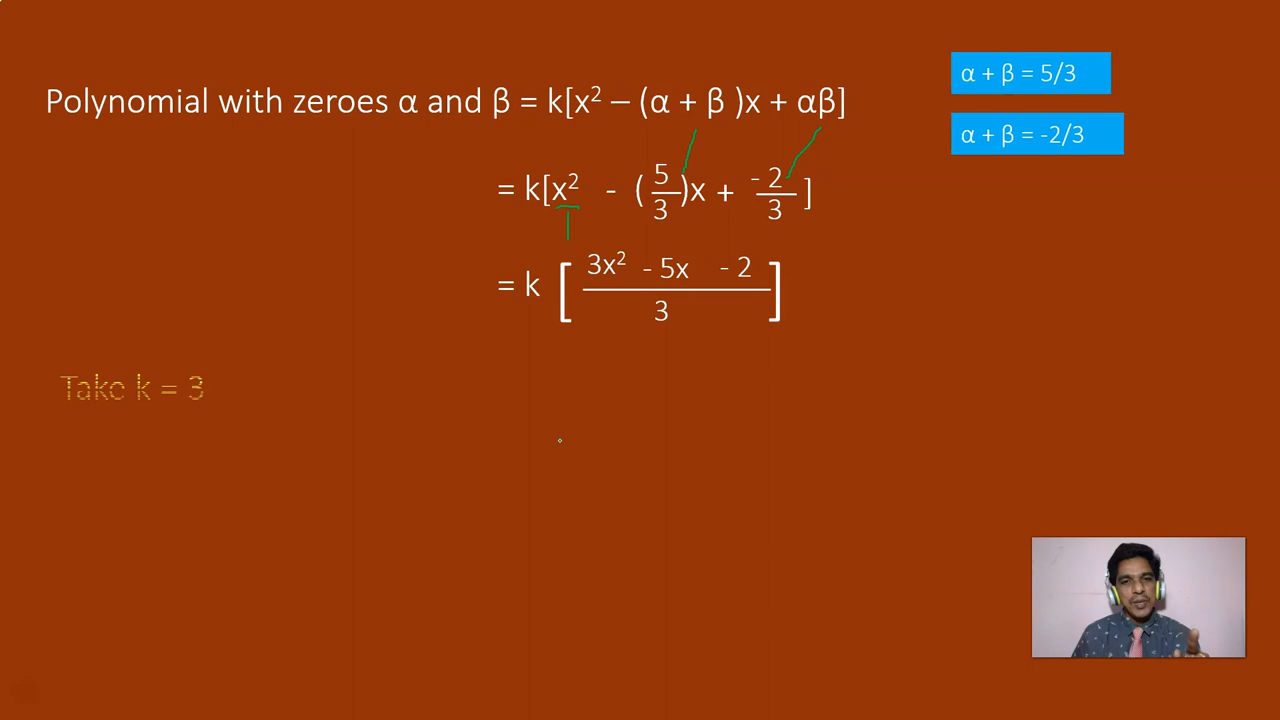 Polynomial with zeroes α and β = k[x² – (α + β )x + αβ]
α + β = 5/3
α + β = -2/3
= k[x² - (5/3)x + -2/3 ]
= k [ 3x² - 5x - 2 / 3 ]
Take k = 3